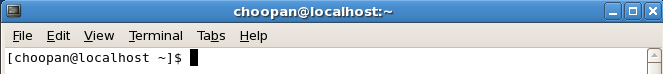 choopan@localhost:~
File Edit View Terminal Tabs Help
[choopan@localhost ~]$